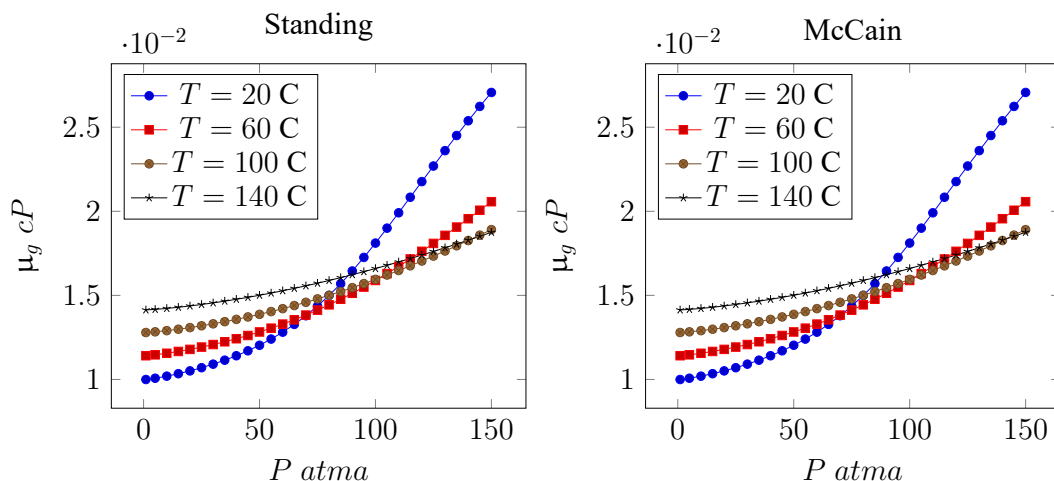 Standing
·10⁻²
T = 20 C
T = 60 C
T = 100 C
T = 140 C
2.5
2
1.5
1
0
50
100
150
μg cP
P atma
McCain
·10⁻²
T = 20 C
T = 60 C
T = 100 C
T = 140 C
2.5
2
1.5
1
0
50
100
150
μg cP
P atma